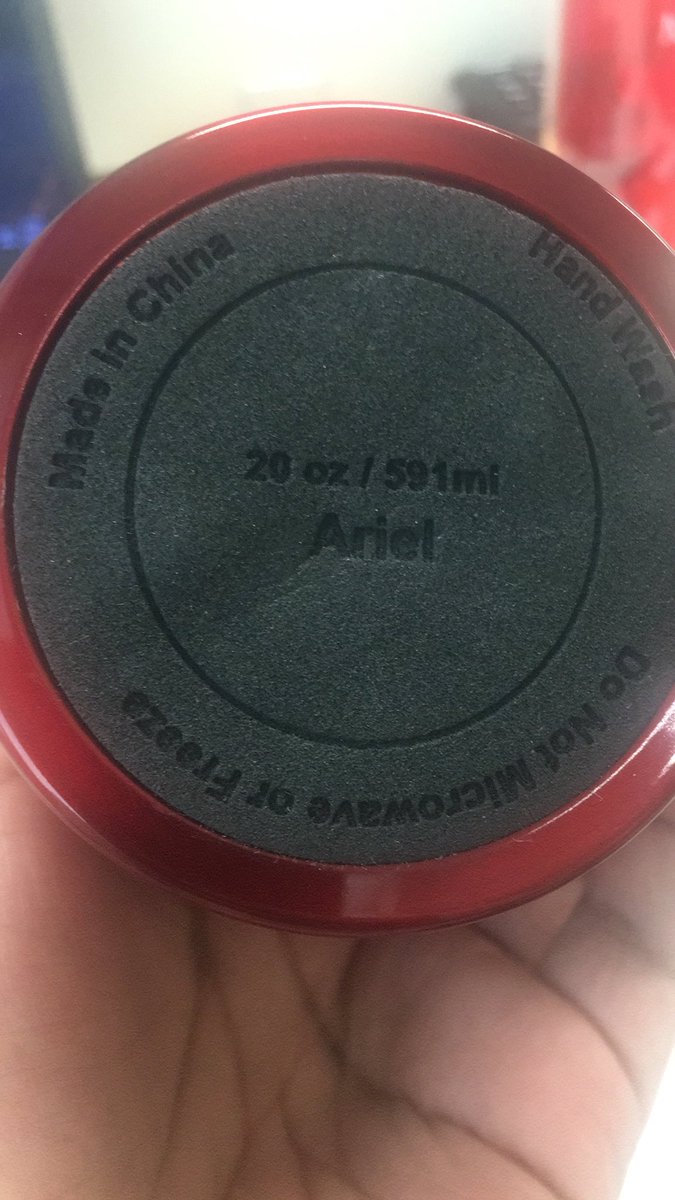 Made in China
Hand Wash
20 oz / 591ml
Ariel
Do Not Microwave or Freeze